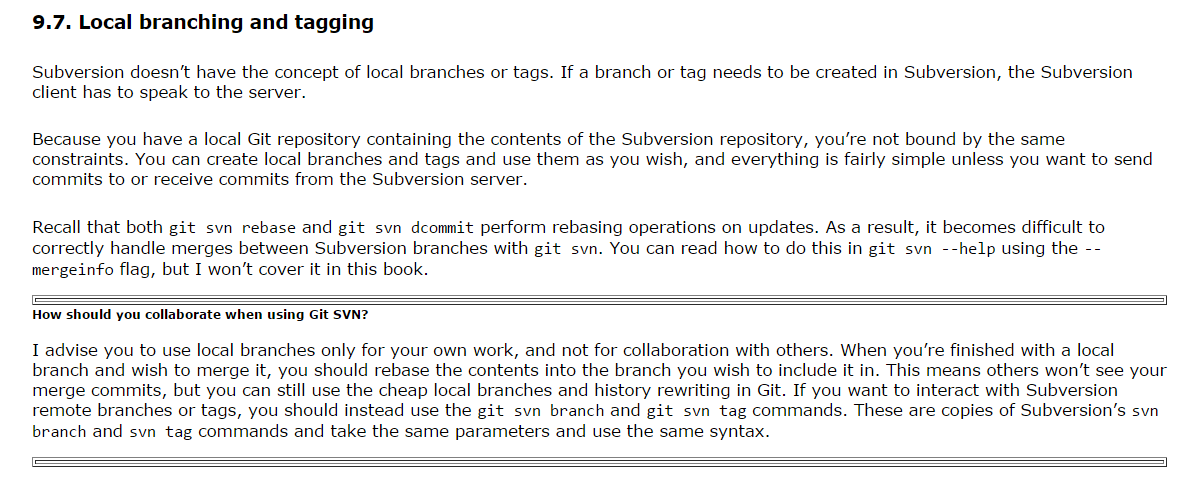 9.7. Local branching and tagging
Subversion doesn’t have the concept of local branches or tags. If a branch or tag needs to be created in Subversion, the Subversion
client has to speak to the server.
Because you have a local Git repository containing the contents of the Subversion repository, you’re not bound by the same
constraints. You can create local branches and tags and use them as you wish, and everything is fairly simple unless you want to send
commits to or receive commits from the Subversion server.
Recall that both git svn rebase and git svn dcommit perform rebasing operations on updates. As a result, it becomes difficult to
correctly handle merges between Subversion branches with git svn. You can read how to do this in git svn --help using the --
mergeinfo flag, but I won’t cover it in this book.
How should you collaborate when using Git SVN?
I advise you to use local branches only for your own work, and not for collaboration with others. When you’re finished with a local
branch and wish to merge it, you should rebase the contents into the branch you wish to include it in. This means others won’t see your
merge commits, but you can still use the cheap local branches and history rewriting in Git. If you want to interact with Subversion
remote branches or tags, you should instead use the git svn branch and git svn tag commands. These are copies of Subversion’s svn
branch and svn tag commands and take the same parameters and use the same syntax.